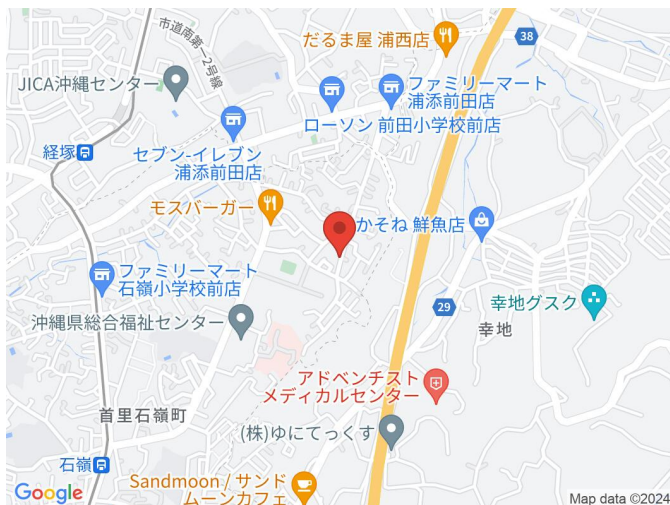 市道南第一2号線
だるま屋 浦西店
38
JICA沖縄センター
ファミリーマート
浦添前田店
ローソン 前田小学校前店
経塚
セブン-イレブン
浦添前田店
モスバーガー
かそね 鮮魚店
ファミリーマート
石嶺小学校前店
29
幸地グスク
幸地
沖縄県総合福祉センター
アドベンチスト
メディカルセンター
首里石嶺町
(株)ゆにてっくす
石嶺
Sandmoon / サンド
ムーンカフェ
Google
Map data ©2024